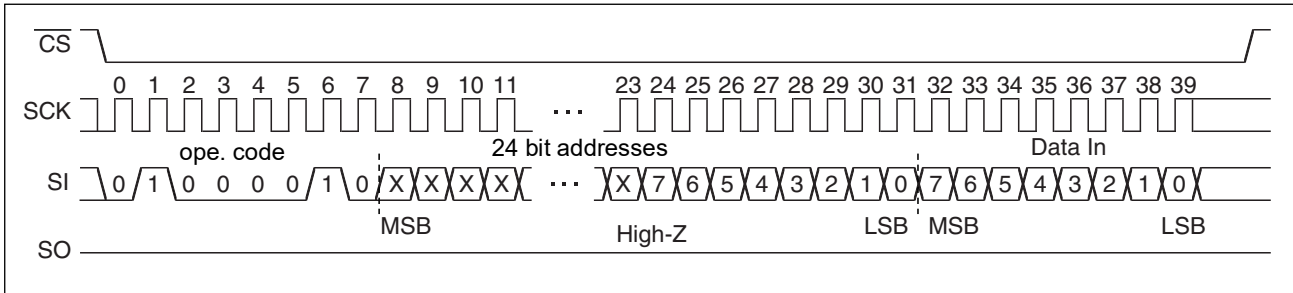 CS
SCK
0 1 2 3 4 5 6 7 8 9 10 11 ... 23 24 25 26 27 28 29 30 31 32 33 34 35 36 37 38 39
ope. code 24 bit addresses Data In
SI
0 1 0 0 0 0 1 0 X X X X ... X 7 6 5 4 3 2 1 0 7 6 5 4 3 2 1 0
MSB LSB MSB LSB
High-Z
SO